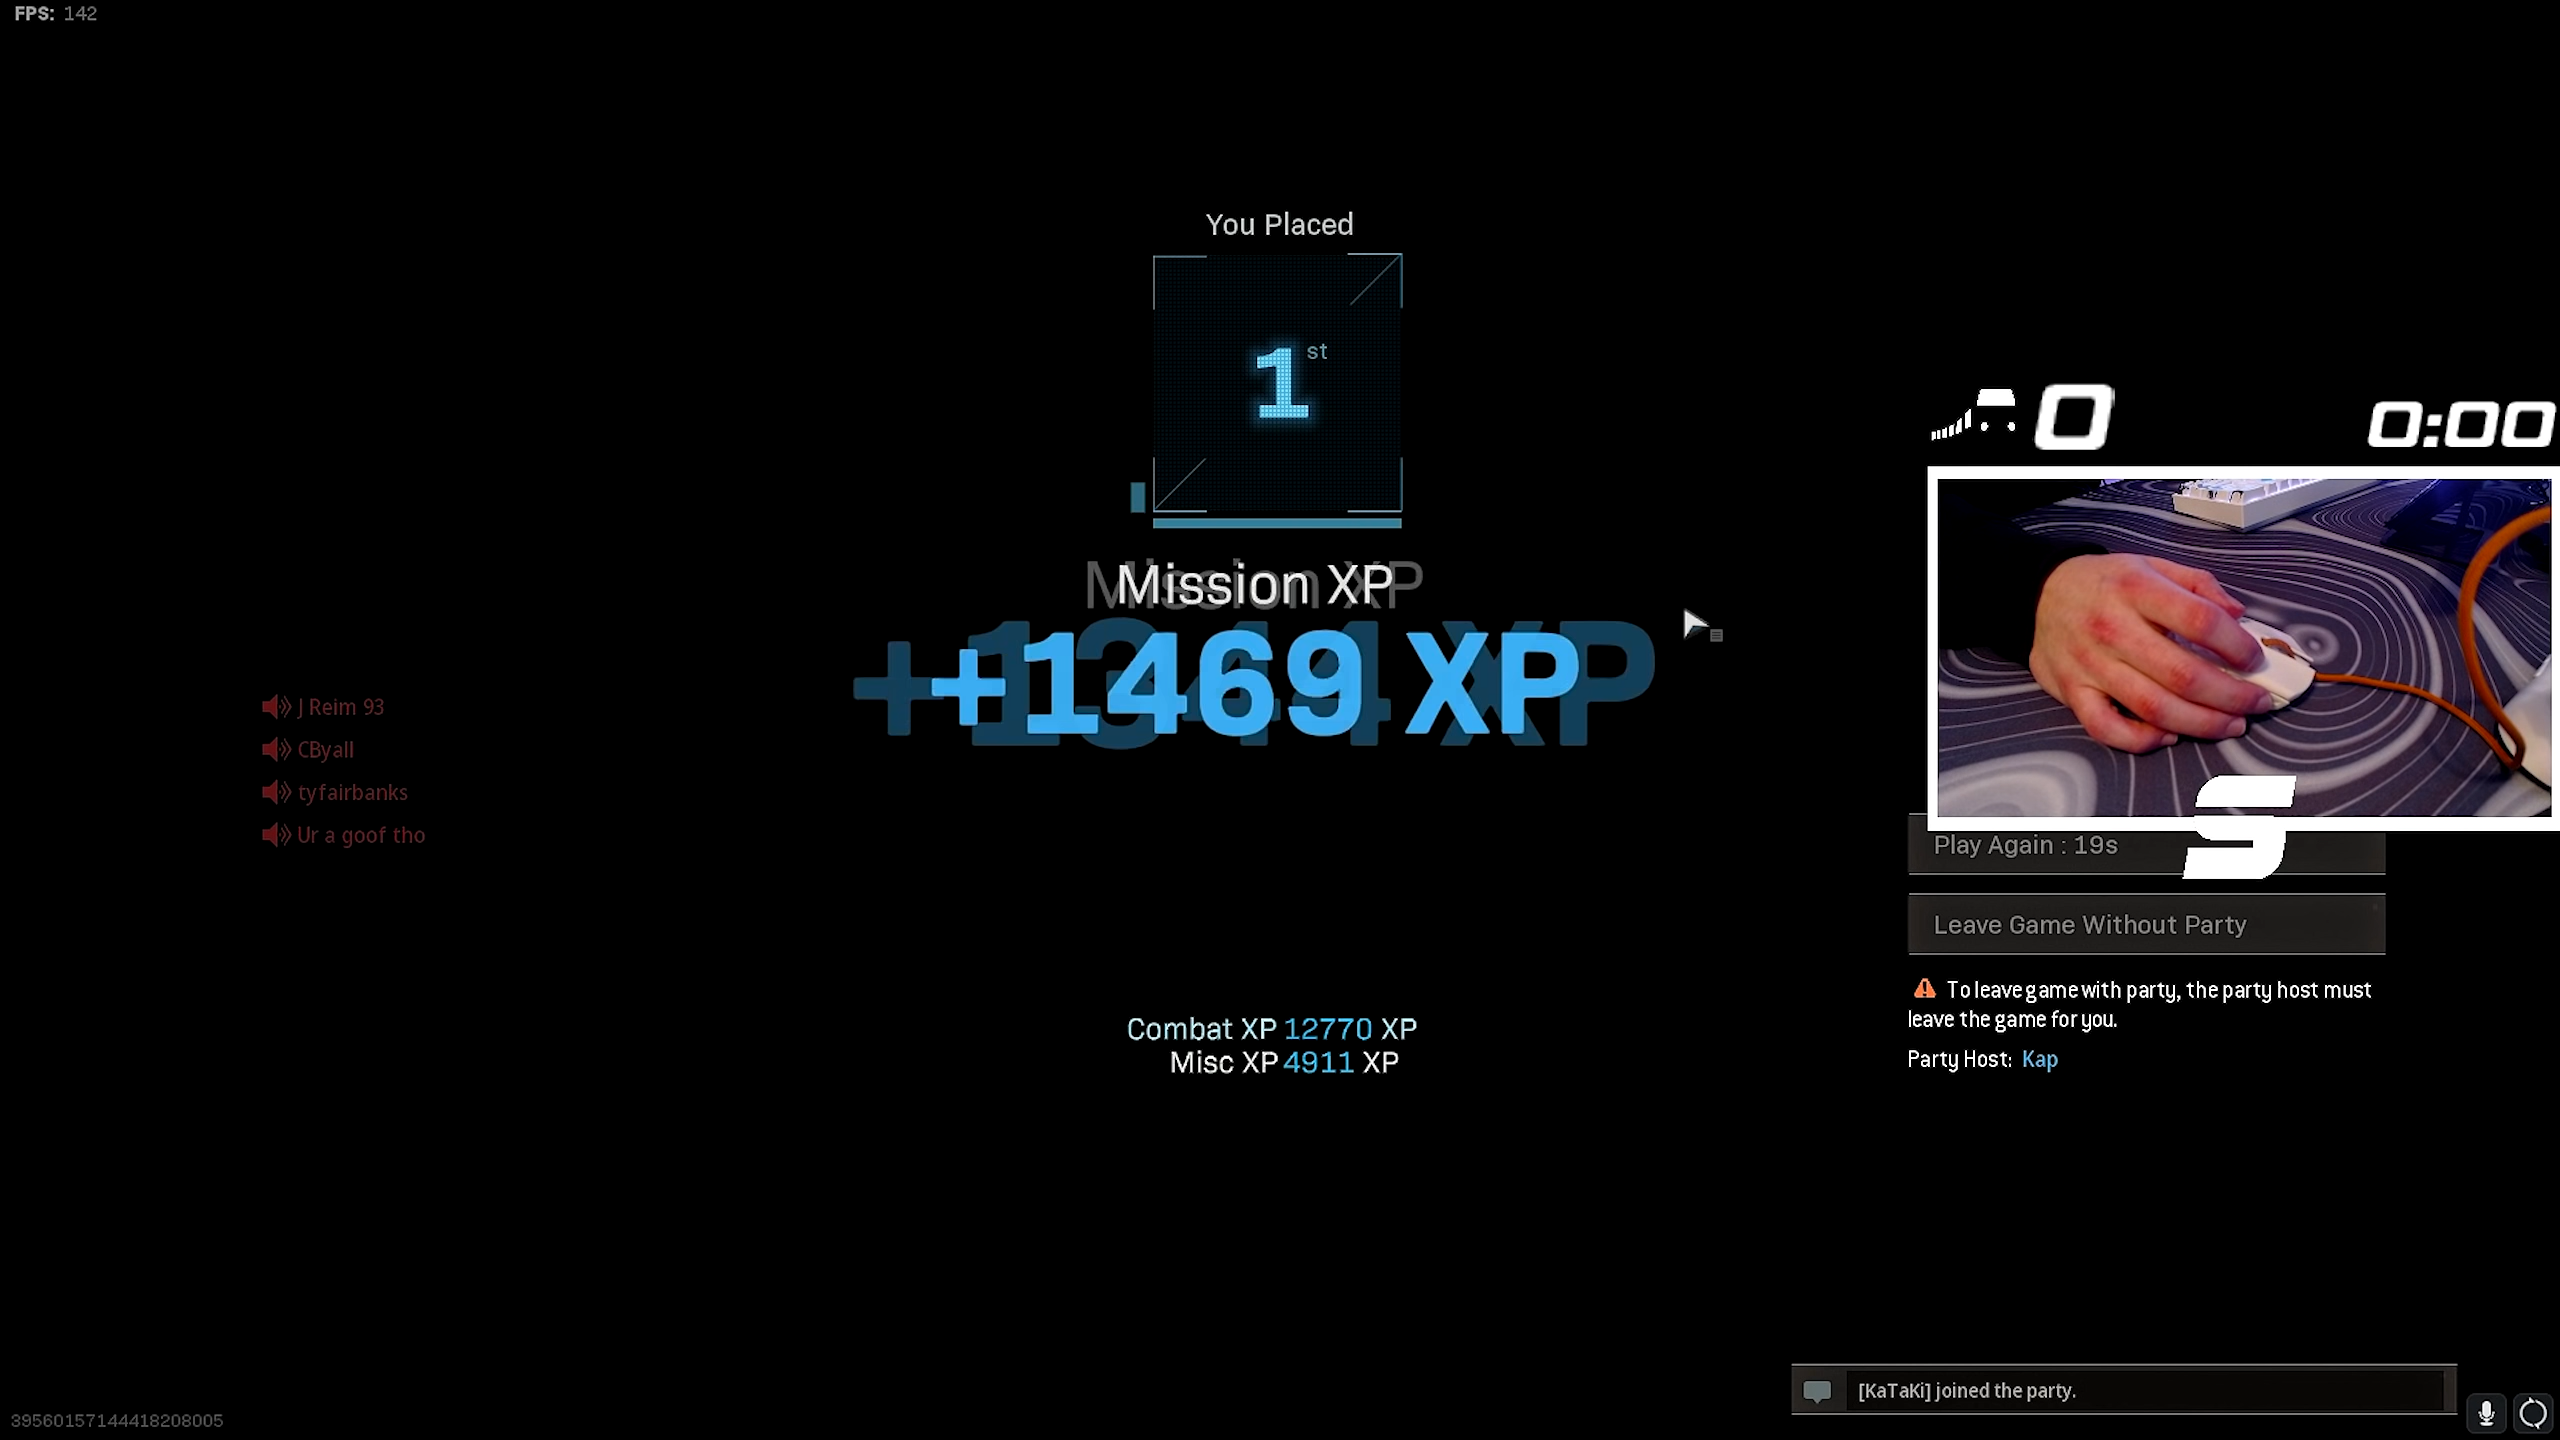 FPS: 142
You Placed
1st
Mission XP
+1469 XP
J Reim 93
CByall
tyfairbanks
Ur a goof tho
0
0:00
S
Play Again : 19s
Leave Game Without Party
To leave game with party, the party host must
leave the game for you.
Party Host: Kap
Combat XP 12770 XP
Misc XP 4911 XP
[KaTaKi] joined the party.
39560157144418208005